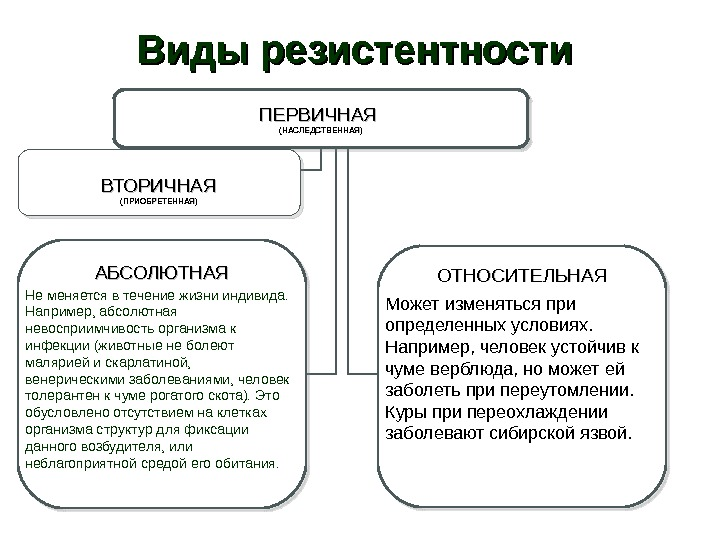 Виды резистентности
ПЕРВИЧНАЯ
(НАСЛЕДСТВЕННАЯ)
ВТОРИЧНАЯ
(ПРИОБРЕТЕННАЯ)
АБСОЛЮТНАЯ
Не меняется в течение жизни индивида.
Например, абсолютная
невосприимчивость организма к
инфекции (животные не болеют
малярией и скарлатиной,
венерическими заболеваниями, человек
толерантен к чуме рогатого скота). Это
обусловлено отсутствием на клетках
организма структур для фиксации
данного возбудителя, или
неблагоприятной средой его обитания.
ОТНОСИТЕЛЬНАЯ
Может изменяться при
определенных условиях.
Например, человек устойчив к
чуме верблюда, но может ей
заболеть при переутомлении.
Куры при переохлаждении
заболевают сибирской язвой.